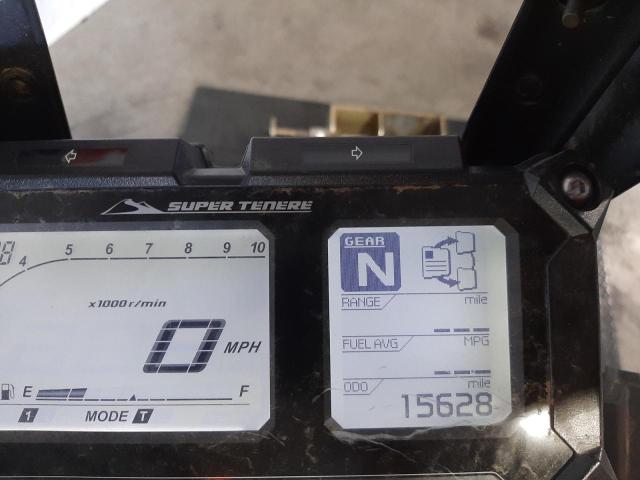 SUPER TENERE
4 5 6 7 8 9 10
x1000 r/min
0 MPH
E F
1 MODE T
GEAR
N
RANGE mile
---
FUEL AVG MPG
---
ODO mile
15628